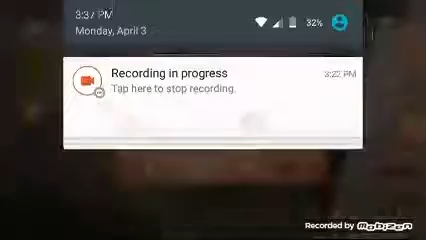 3:37 PM
Monday, April 3
32%
Recording in progress
3:22 PM
Tap here to stop recording.
Recorded by Mobizen